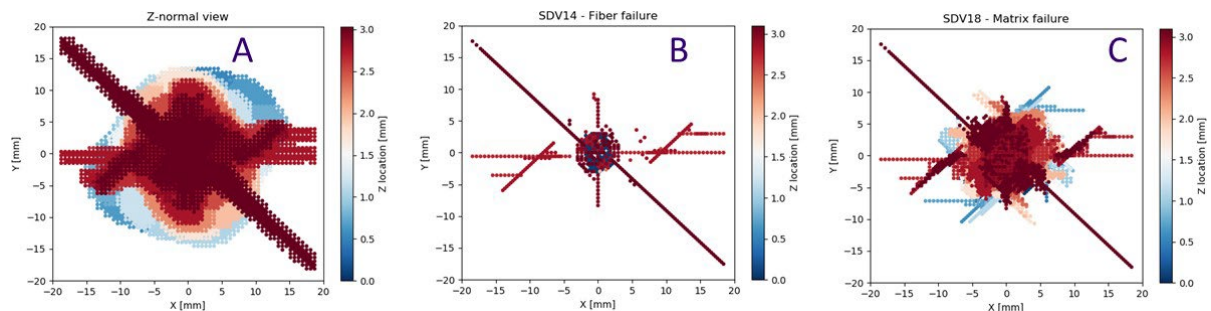 Z-normal view
A
20
15
10
5
0
−5
−10
−15
−20
Y [mm]
−20 −15 −10 −5 0 5 10 15 20
X [mm]
3.0
2.5
2.0
1.5
1.0
0.5
0.0
Z location [mm]
SDV14 - Fiber failure
B
20
15
10
5
0
−5
−10
−15
−20
Y [mm]
−20 −15 −10 −5 0 5 10 15 20
X [mm]
3.0
2.5
2.0
1.5
1.0
0.5
0.0
Z location [mm]
SDV18 - Matrix failure
C
20
15
10
5
0
−5
−10
−15
−20
Y [mm]
−20 −15 −10 −5 0 5 10 15 20
X [mm]
3.0
2.5
2.0
1.5
1.0
0.5
0.0
Z location [mm]